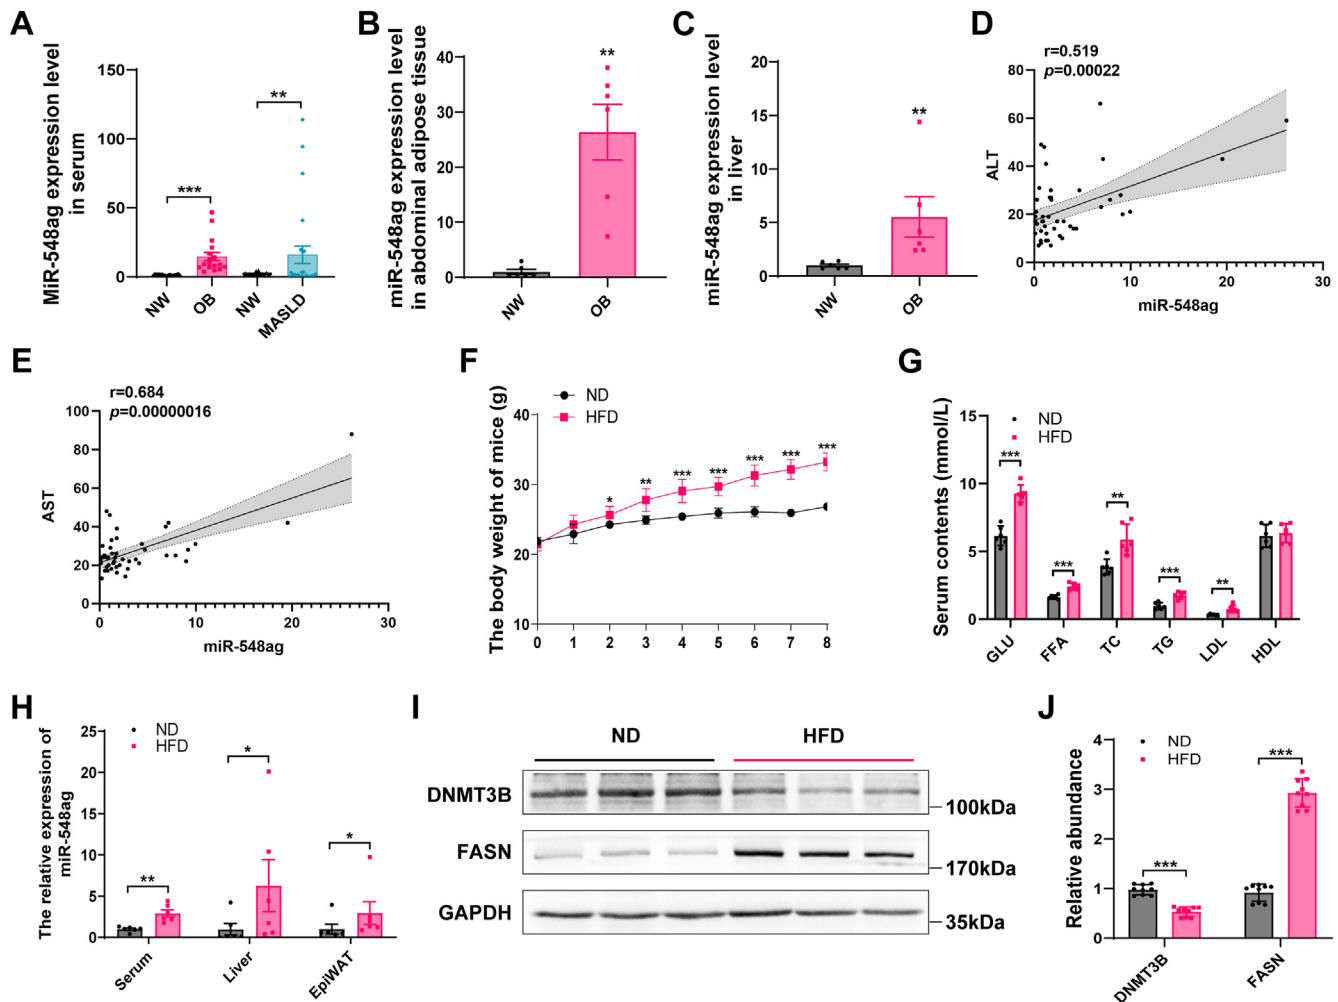 A
MiR-548ag expression level
in serum
150
100
50
0
***
**
NW
OB
NW
MASLD
B
miR-548ag expression level
in abdominal adipose tissue
40
30
20
10
0
**
NW
OB
C
miR-548ag expression level
in liver
20
15
10
5
0
**
NW
OB
D
r=0.519
p=0.00022
ALT
80
60
40
20
0
0
10
20
30
miR-548ag
E
r=0.684
p=0.00000016
AST
100
80
60
40
20
0
0
10
20
30
miR-548ag
F
ND
HFD
The body weight of mice (g)
40
30
20
10
*
**
***
***
***
***
***
0
1
2
3
4
5
6
7
8
G
ND
HFD
Serum contents (mmol/L)
15
10
5
0
***
***
**
***
**
GLU
FFA
TC
TG
LDL
HDL
H
ND
HFD
The relative expression of
miR-548ag
25
20
15
10
5
0
**
*
*
Serum
Liver
EpiWAT
I
ND
HFD
DNMT3B
100kDa
FASN
170kDa
GAPDH
35kDa
J
ND
HFD
Relative abundance
4
3
2
1
0
***
***
DNMT3B
FASN